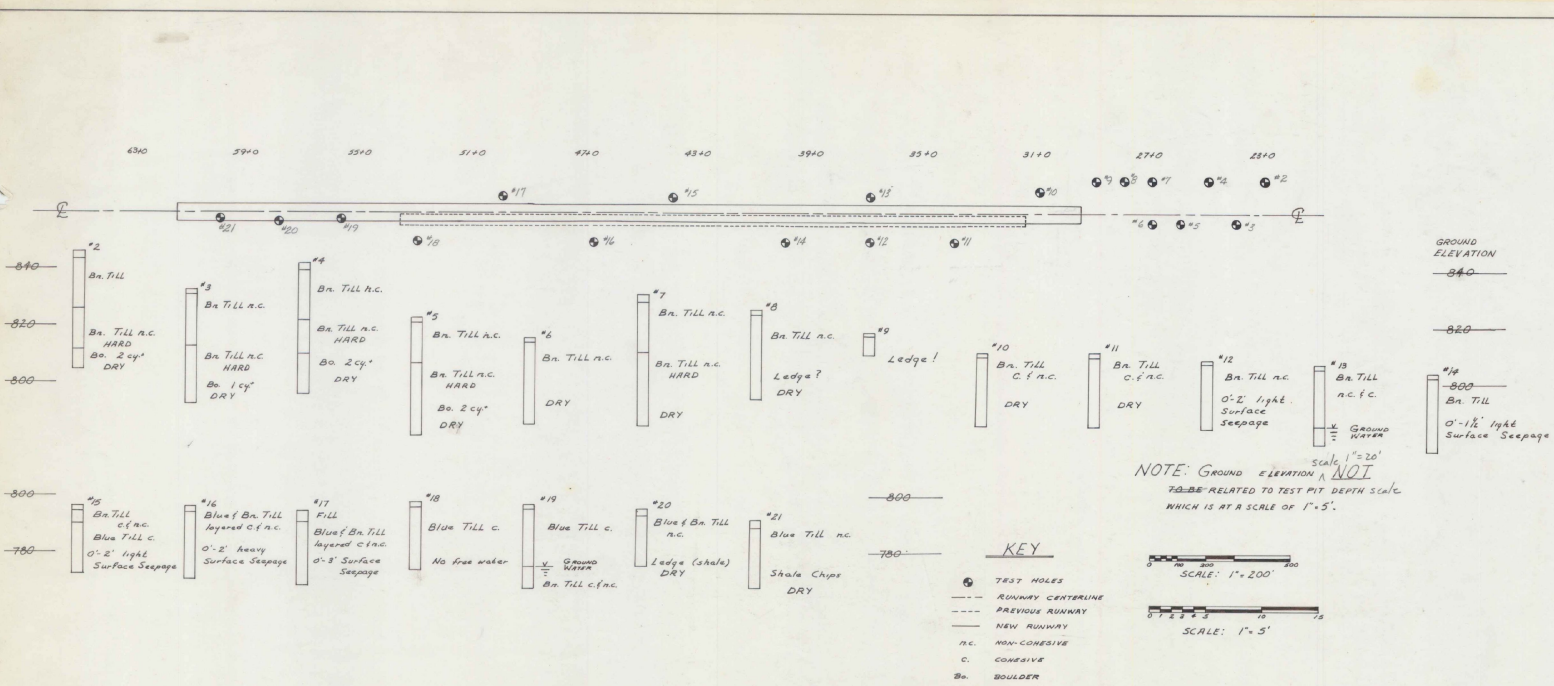 63+0 59+0 55+0 51+0 47+0 43+0 39+0 35+0 31+0 27+0 23+0
#17 #15 #13 #10 #9 #8 #7 #4 #2
℄ ℄
#21 #20 #19 #18 #16 #14 #12 #11 #6 #5 #3
GROUND
ELEVATION
840
820
800
840
820
800
#2
Bn. Till
Bn. Till n.c.
HARD
Bo. 2 cy.+
DRY
#3
Bn Till n.c.
Bn Till n.c.
HARD
Bo. 1 cy+
DRY
#4
Bn. Till n.c.
Bn. Till n.c.
HARD
Bo. 2 cy.+
DRY
#5
Bn. Till n.c.
Bn. Till n.c.
HARD
Bo. 2 cy.+
DRY
#6
Bn. Till n.c.
DRY
#7
Bn. Till n.c.
Bn. Till n.c.
HARD
DRY
#8
Bn. Till n.c.
Ledge?
DRY
#9
Ledge!
#10
Bn. Till
C. & n.c.
DRY
#11
Bn. Till
C. & n.c.
DRY
#12
Bn. Till n.c.
0'-2' light
Surface
Seepage
#13
Bn. Till
n.c. & c.
GROUND
WATER
#14
Bn. Till
0'-1½' light
Surface Seepage
800
780
800
780
#15
Bn. Till
c. & n.c.
Blue Till c.
0'-2' light
Surface Seepage
#16
Blue & Bn. Till
layered C. & n.c.
0'-2' heavy
Surface Seepage
#17
Fill
Blue & Bn. Till
layered c & n.c.
0'-3' Surface
Seepage
#18
Blue Till c.
No free water
#19
Blue Till c.
GROUND
WATER
Bn. Till c. & n.c.
#20
Blue & Bn. Till
n.c.
Ledge (shale)
DRY
#21
Blue Till n.c.
Shale Chips
DRY
scale 1"=20'
NOTE: GROUND ELEVATION ^ NOT
TO BE RELATED TO TEST PIT DEPTH scale
WHICH IS AT A SCALE OF 1"=5'.
KEY
TEST HOLES
RUNWAY CENTERLINE
PREVIOUS RUNWAY
NEW RUNWAY
n.c. NON-COHESIVE
C. COHESIVE
Bo. BOULDER
0 100 200 500
SCALE: 1"=200'
0 1 2 3 4 5 10 15
SCALE: 1"=5'